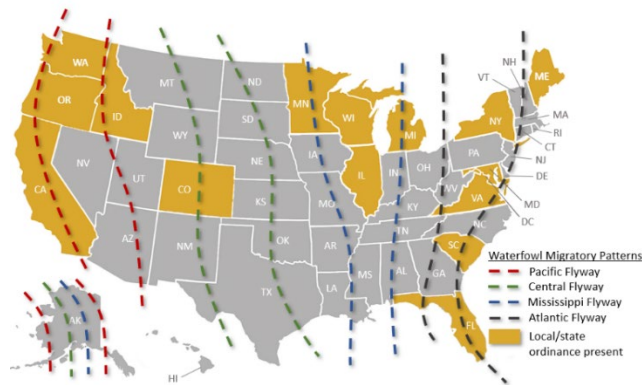 WA
OR
ID
MT
ND
MN
WI
MI
NY
VT
NH
ME
MA
RI
CT
NJ
DE
MD
DC
CA
NV
UT
WY
SD
NE
IA
IL
IN
OH
PA
WV
VA
CO
KS
MO
KY
NC
TN
SC
AZ
NM
OK
AR
TX
LA
MS
AL
GA
FL
AK
HI
Waterfowl Migratory Patterns
Pacific Flyway
Central Flyway
Mississippi Flyway
Atlantic Flyway
Local/state
ordinance present